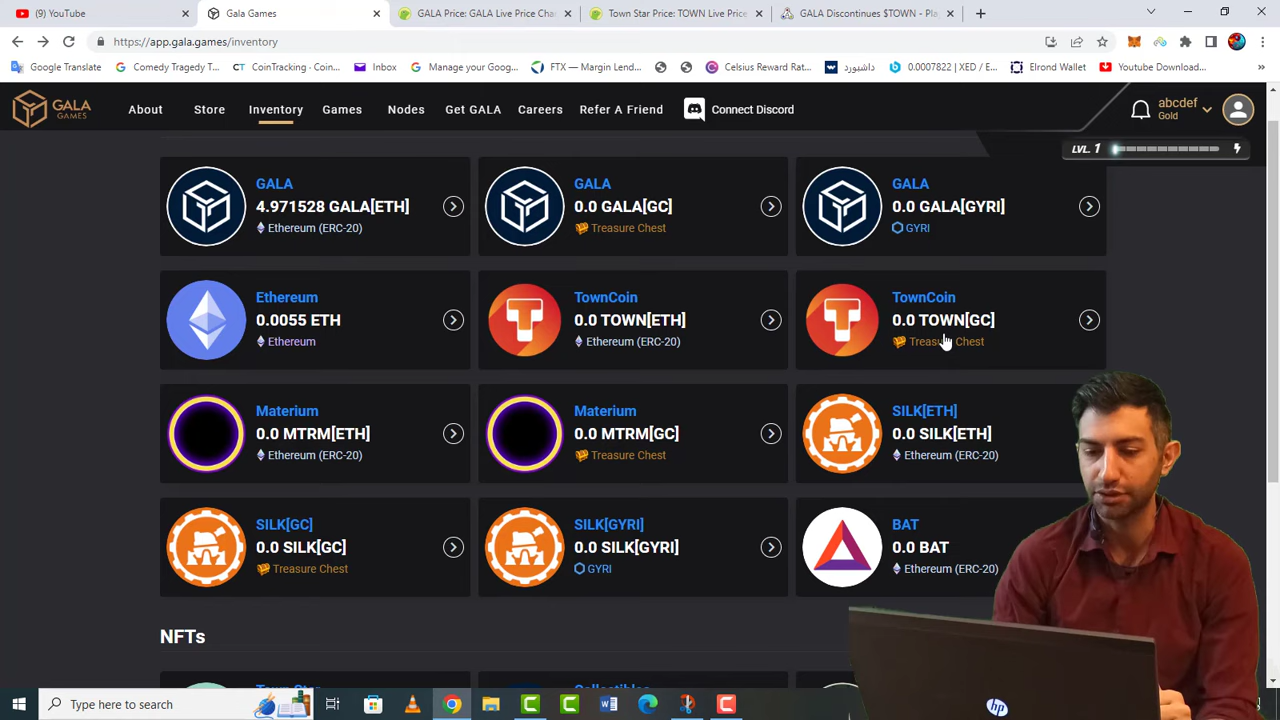 YouTube
Gala Games
GALA Price: GALA Live Price Cha
Town Star Price: TOWN Live Price
GALA Discontinues $TOWN - Pla
https://app.gala.games/inventory
Google Translate
Comedy Tragedy T...
CT CoinTracking · Coin...
Inbox
Manage your Goog...
FTX — Margin Lend...
Celsius Reward Rat...
داشبورد
0.0007822 | XED / E...
Elrond Wallet
Youtube Download...
GALA GAMES
About
Store
Inventory
Games
Nodes
Get GALA
Careers
Refer A Friend
Connect Discord
abcdef
Gold
LVL. 1
GALA
4.971528 GALA[ETH]
Ethereum (ERC-20)
GALA
0.0 GALA[GC]
Treasure Chest
GALA
0.0 GALA[GYRI]
GYRI
Ethereum
0.0055 ETH
Ethereum
TownCoin
0.0 TOWN[ETH]
Ethereum (ERC-20)
TownCoin
0.0 TOWN[GC]
Treasure Chest
Materium
0.0 MTRM[ETH]
Ethereum (ERC-20)
Materium
0.0 MTRM[GC]
Treasure Chest
SILK[ETH]
0.0 SILK[ETH]
Ethereum (ERC-20)
SILK[GC]
0.0 SILK[GC]
Treasure Chest
SILK[GYRI]
0.0 SILK[GYRI]
GYRI
BAT
0.0 BAT
Ethereum (ERC-20)
NFTs
Type here to search
hp